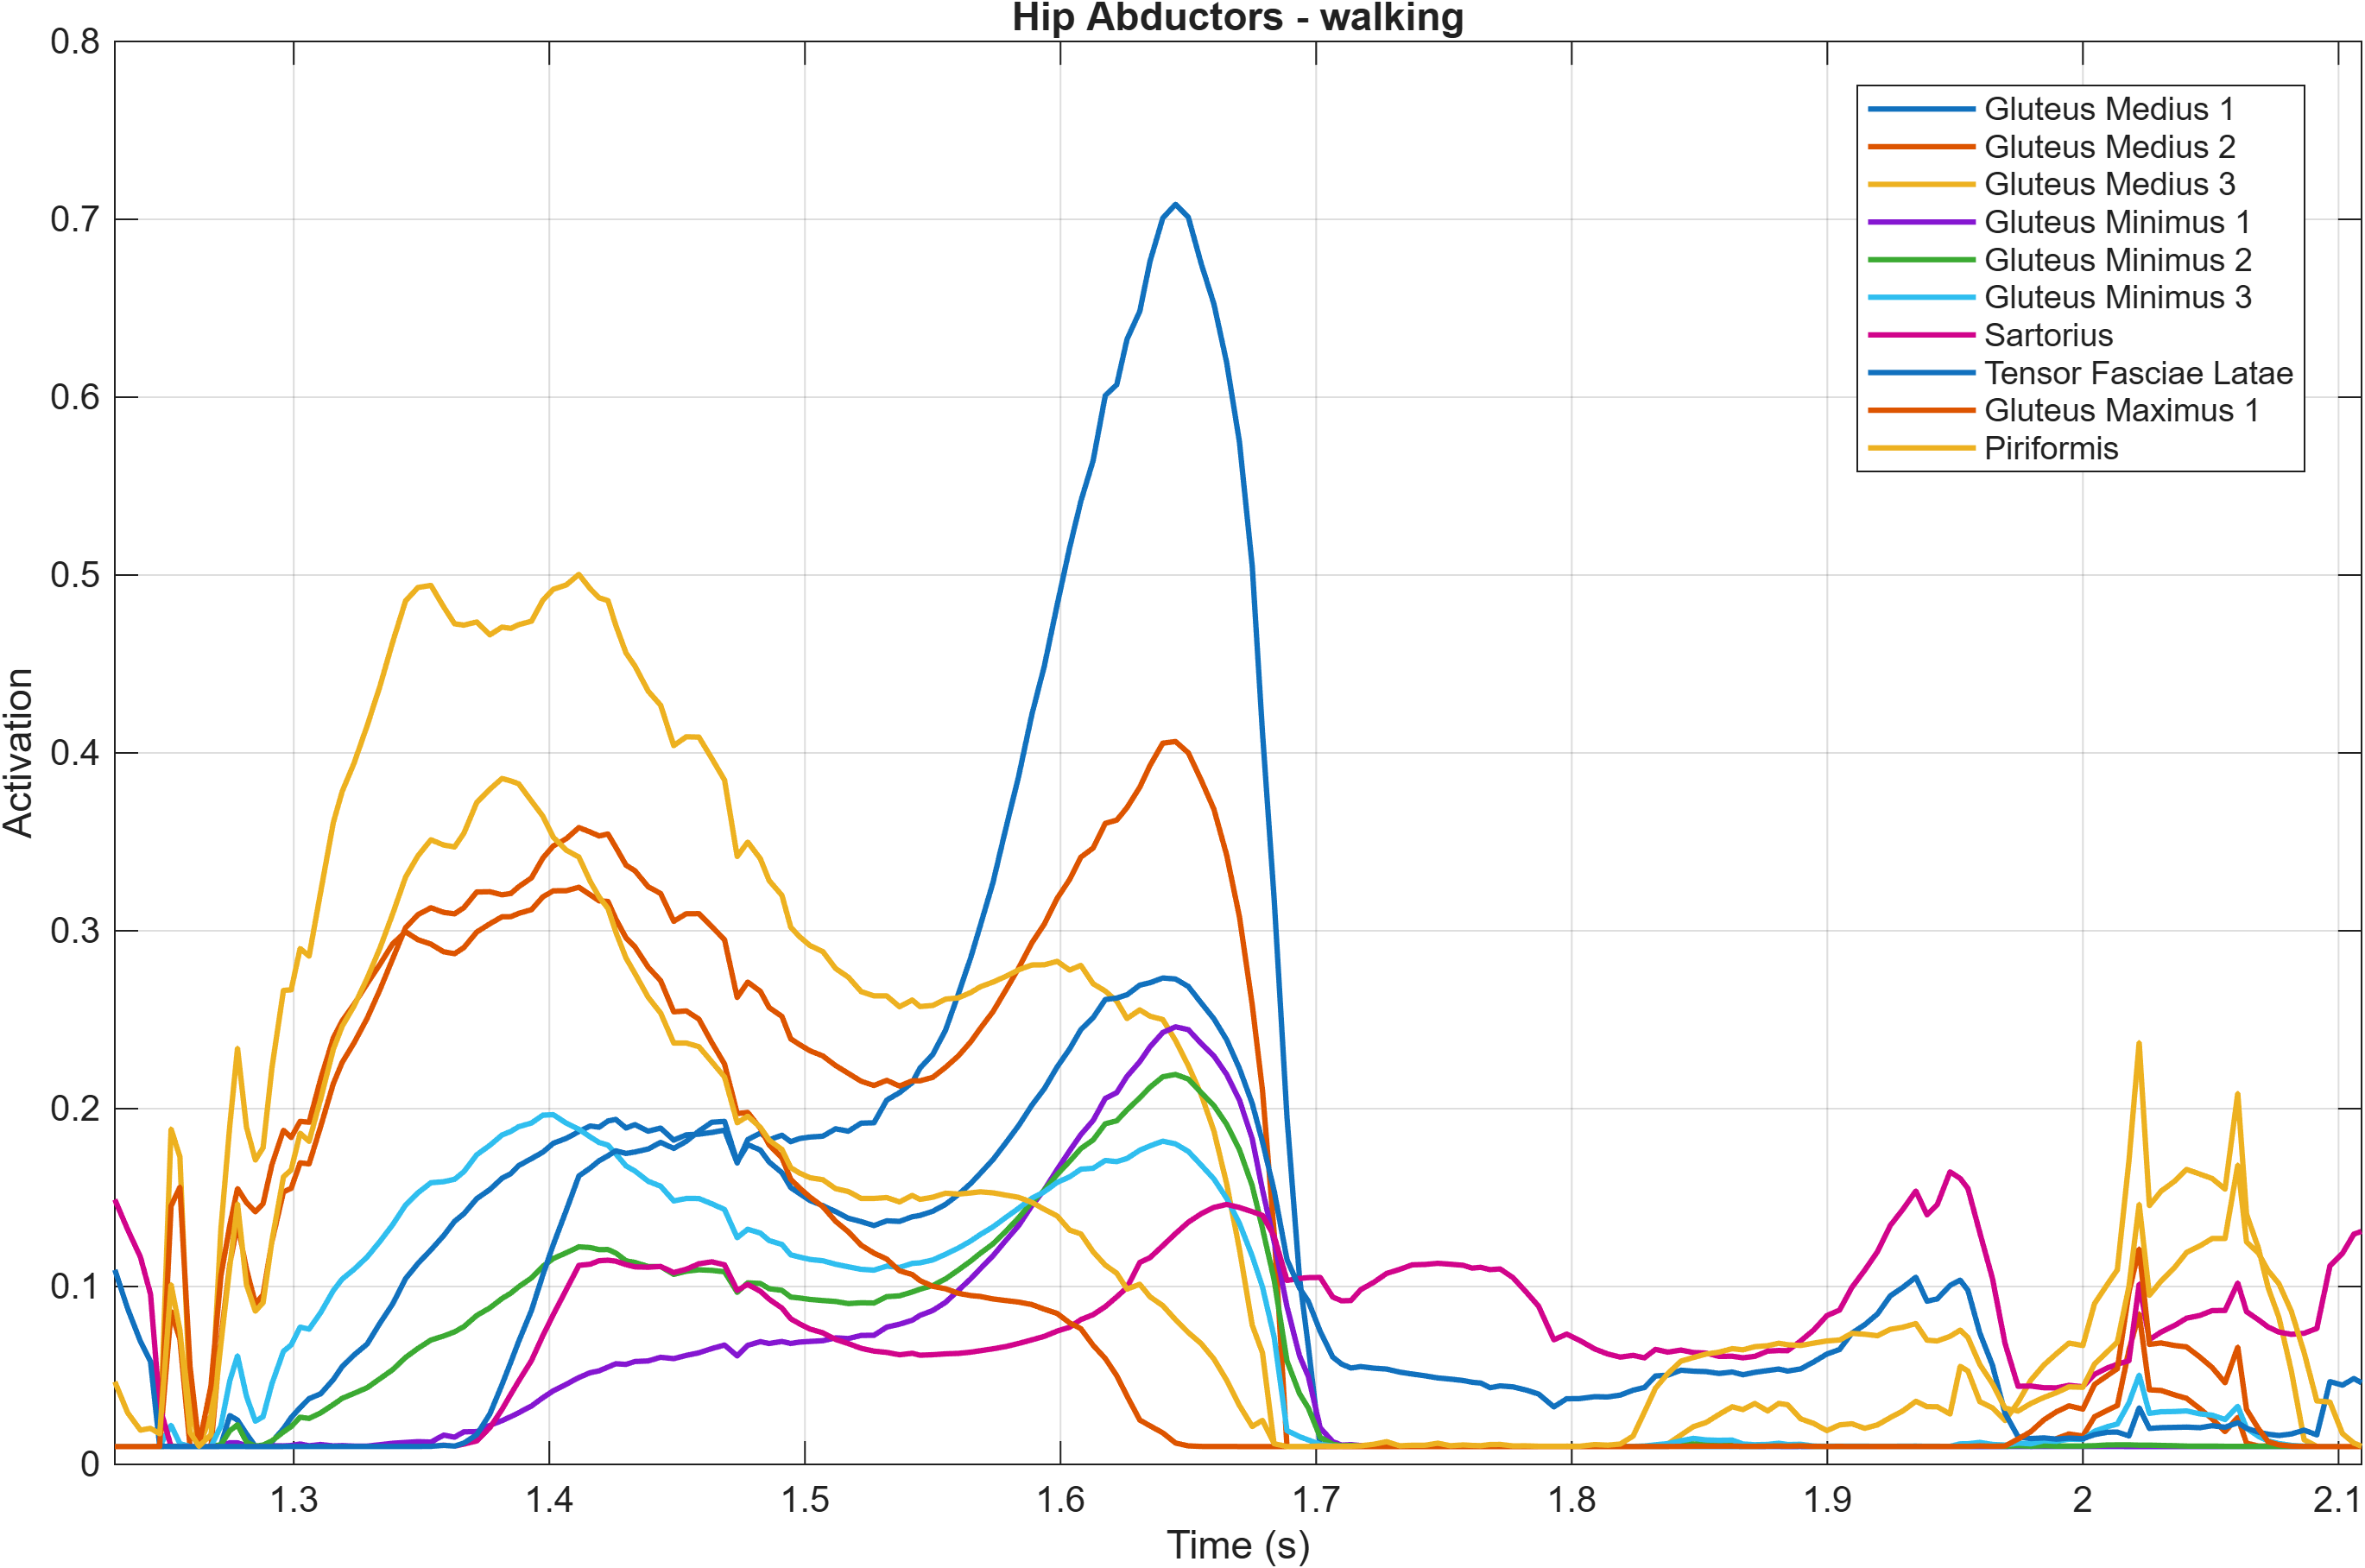 Hip Abductors - walking
0.8
0.7
0.6
0.5
0.4
0.3
0.2
0.1
0
Activation
Gluteus Medius 1
Gluteus Medius 2
Gluteus Medius 3
Gluteus Minimus 1
Gluteus Minimus 2
Gluteus Minimus 3
Sartorius
Tensor Fasciae Latae
Gluteus Maximus 1
Piriformis
1.3 1.4 1.5 1.6 1.7 1.8 1.9 2 2.1
Time (s)